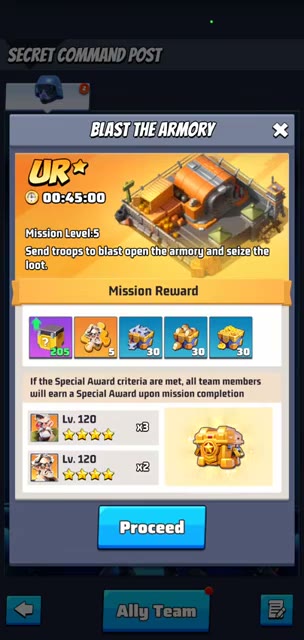 SECRET COMMAND POST
BLAST THE ARMORY
UR
00:45:00
Mission Level:5
Send troops to blast open the armory and seize the
loot.
Mission Reward
?
205
5
30
30
30
If the Special Award criteria are met, all team members
will earn a Special Award upon mission completion
Lv. 120
x3
Lv. 120
x2
Proceed
Ally Team